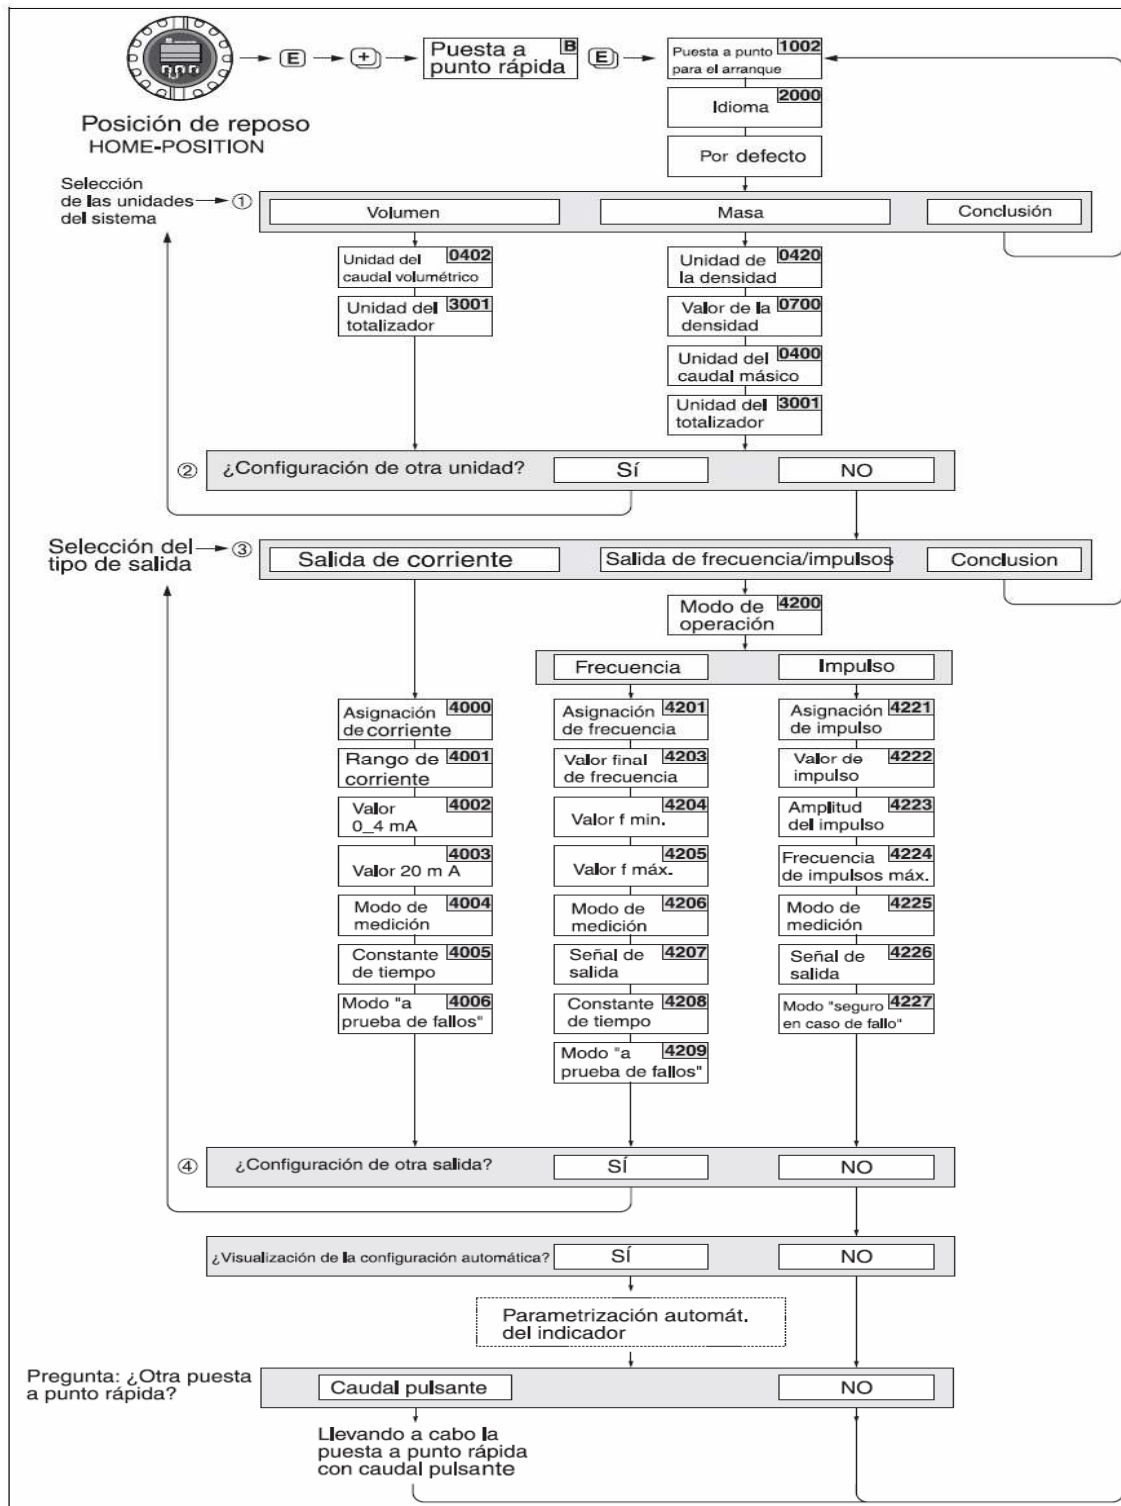 E
+
Puesta a
punto rápida
B
E
Puesta a punto
para el arranque
1002
Idioma
2000
Por defecto
Posición de reposo
HOME-POSITION
Selección
de las unidades
del sistema
①
Volumen
Masa
Conclusión
Unidad del
caudal volumétrico
0402
Unidad del
totalizador
3001
Unidad de
la densidad
0420
Valor de la
densidad
0700
Unidad del
caudal másico
0400
Unidad del
totalizador
3001
②
¿Configuración de otra unidad?
Sí
NO
Selección del
tipo de salida
③
Salida de corriente
Salida de frecuencia/impulsos
Conclusion
Modo de
operación
4200
Frecuencia
Impulso
Asignación
de corriente
4000
Rango de
corriente
4001
Valor
0_4 mA
4002
Valor 20 m A
4003
Modo de
medición
4004
Constante
de tiempo
4005
Modo "a
prueba de fallos"
4006
Asignación
de frecuencia
4201
Valor final
de frecuencia
4203
Valor f min.
4204
Valor f máx.
4205
Modo de
medición
4206
Señal de
salida
4207
Constante
de tiempo
4208
Modo "a
prueba de fallos"
4209
Asignación
de impulso
4221
Valor de
impulso
4222
Amplitud
del impulso
4223
Frecuencia
de impulsos máx.
4224
Modo de
medición
4225
Señal de
salida
4226
Modo "seguro
en caso de fallo"
4227
④
¿Configuración de otra salida?
SÍ
NO
¿Visualización de la configuración automática?
SÍ
NO
Parametrización automát.
del indicador
Pregunta: ¿Otra puesta
a punto rápida?
Caudal pulsante
NO
Llevando a cabo la
puesta a punto rápida
con caudal pulsante